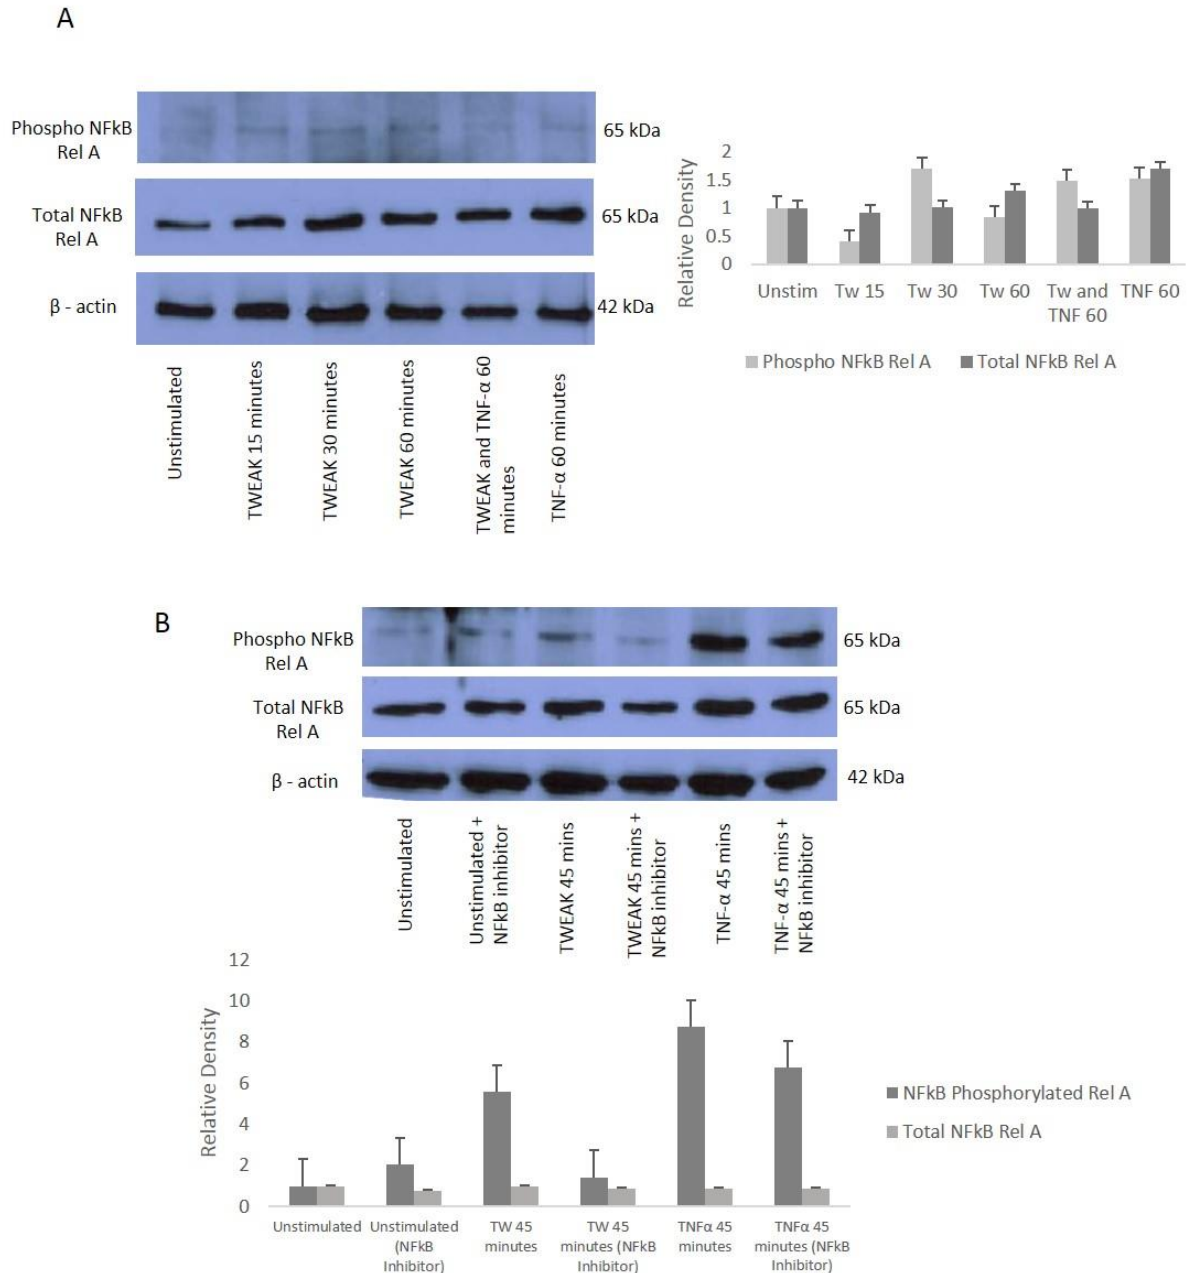 A
Phospho NFkB
Rel A
65 kDa
Total NFkB
Rel A
65 kDa
β - actin
42 kDa
Unstimulated
TWEAK 15 minutes
TWEAK 30 minutes
TWEAK 60 minutes
TWEAK and TNF-α 60
minutes
TNF-α 60 minutes
Relative Density
2
1.5
1
0.5
0
Unstim
Tw 15
Tw 30
Tw 60
Tw and
TNF 60
TNF 60
Phospho NFkB Rel A
Total NFkB Rel A
B
Phospho NFkB
Rel A
65 kDa
Total NFkB
Rel A
65 kDa
β - actin
42 kDa
Unstimulated
Unstimulated +
NFkB inhibitor
TWEAK 45 mins
TWEAK 45 mins +
NFkB inhibitor
TNF-α 45 mins
TNF-α 45 mins +
NFkB inhibitor
Relative Density
12
10
8
6
4
2
0
Unstimulated
Unstimulated
(NFkB
Inhibitor)
TW 45
minutes
TW 45
minutes (NFkB
Inhibitor)
TNFα 45
minutes
TNFα 45
minutes (NFkB
Inhibitor)
NFkB Phosphorylated Rel A
Total NFkB Rel A